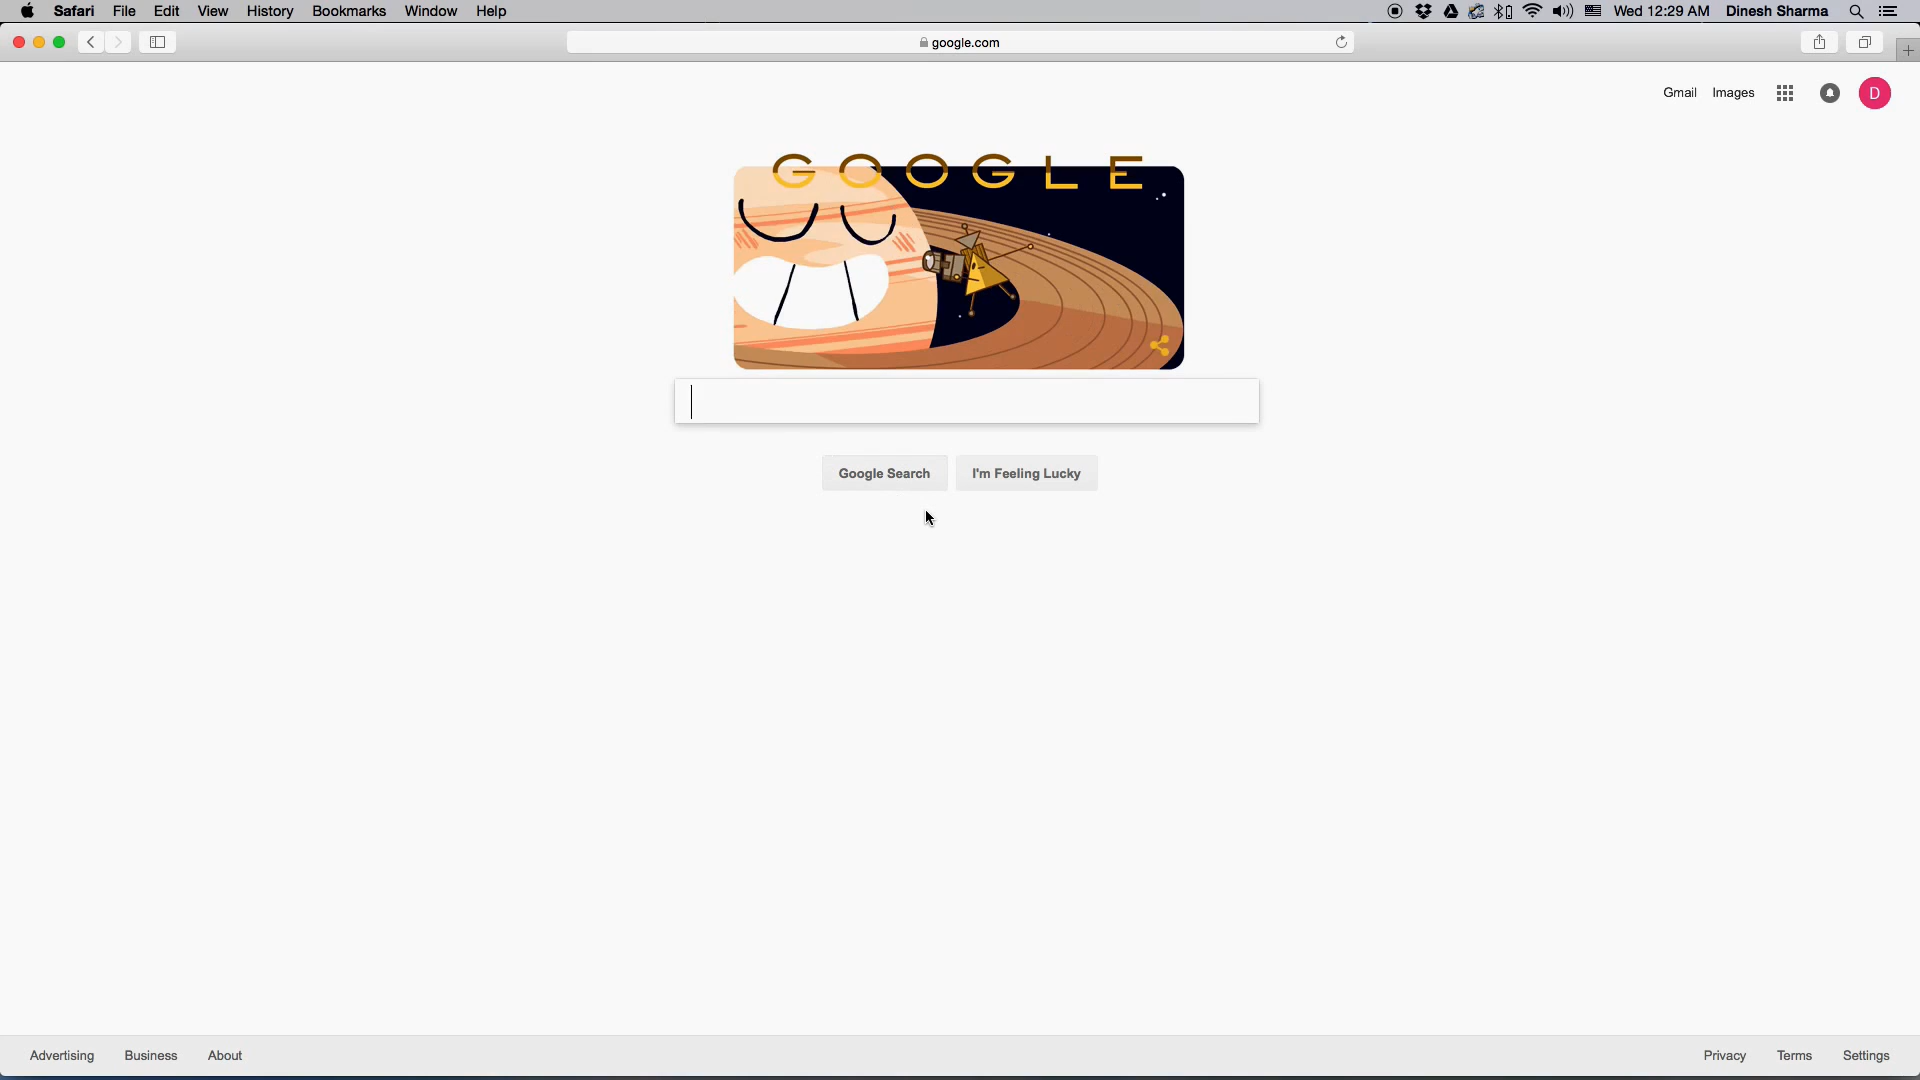 Safari File Edit View History Bookmarks Window Help Wed 12:29 AM Dinesh Sharma
google.com
Gmail Images D
GOOGLE
Google Search I'm Feeling Lucky
Advertising Business About Privacy Terms Settings